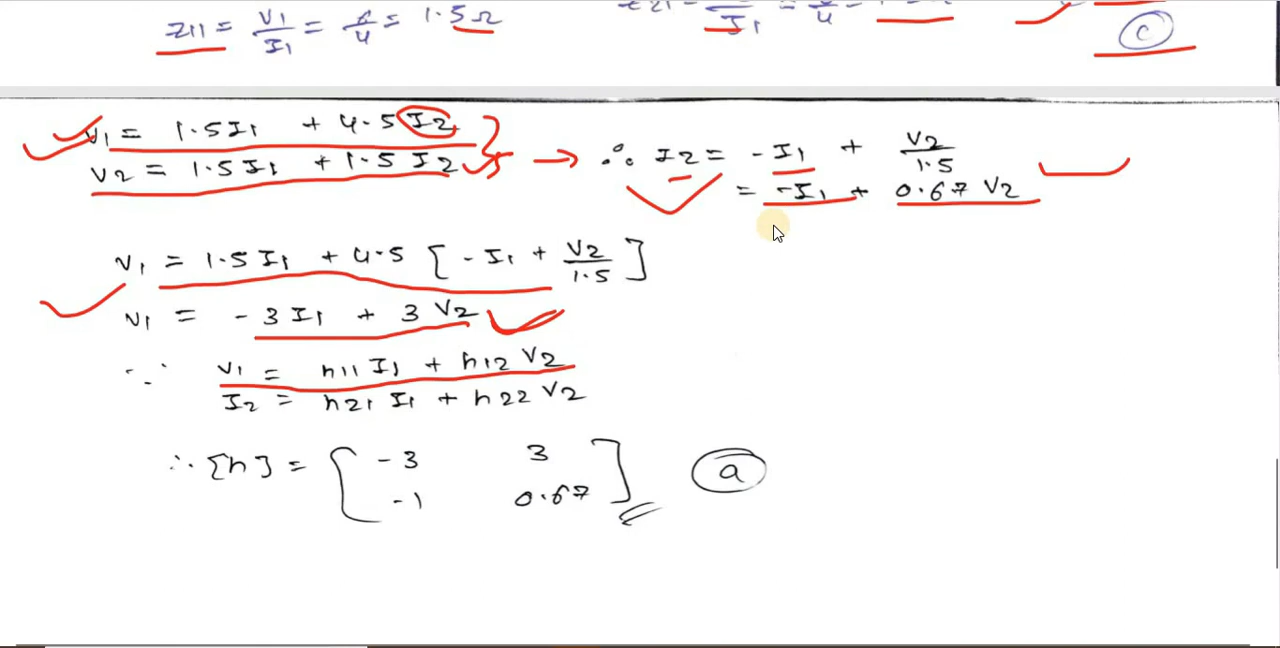 Z11 = V1/I1 = 6/4 = 1.5 Ω
I1 4
C
V1 = 1.5 I1 + 4.5 I2
V2 = 1.5 I1 + 1.5 I2 → ∴ I2 = - I1 + V2/1.5
= - I1 + 0.67 V2
V1 = 1.5 I1 + 4.5 [ - I1 + V2/1.5 ]
V1 = - 3 I1 + 3 V2
∵ V1 = h11 I1 + h12 V2
I2 = h21 I1 + h22 V2
∴ [h] = [ -3 3
-1 0.67 ] a